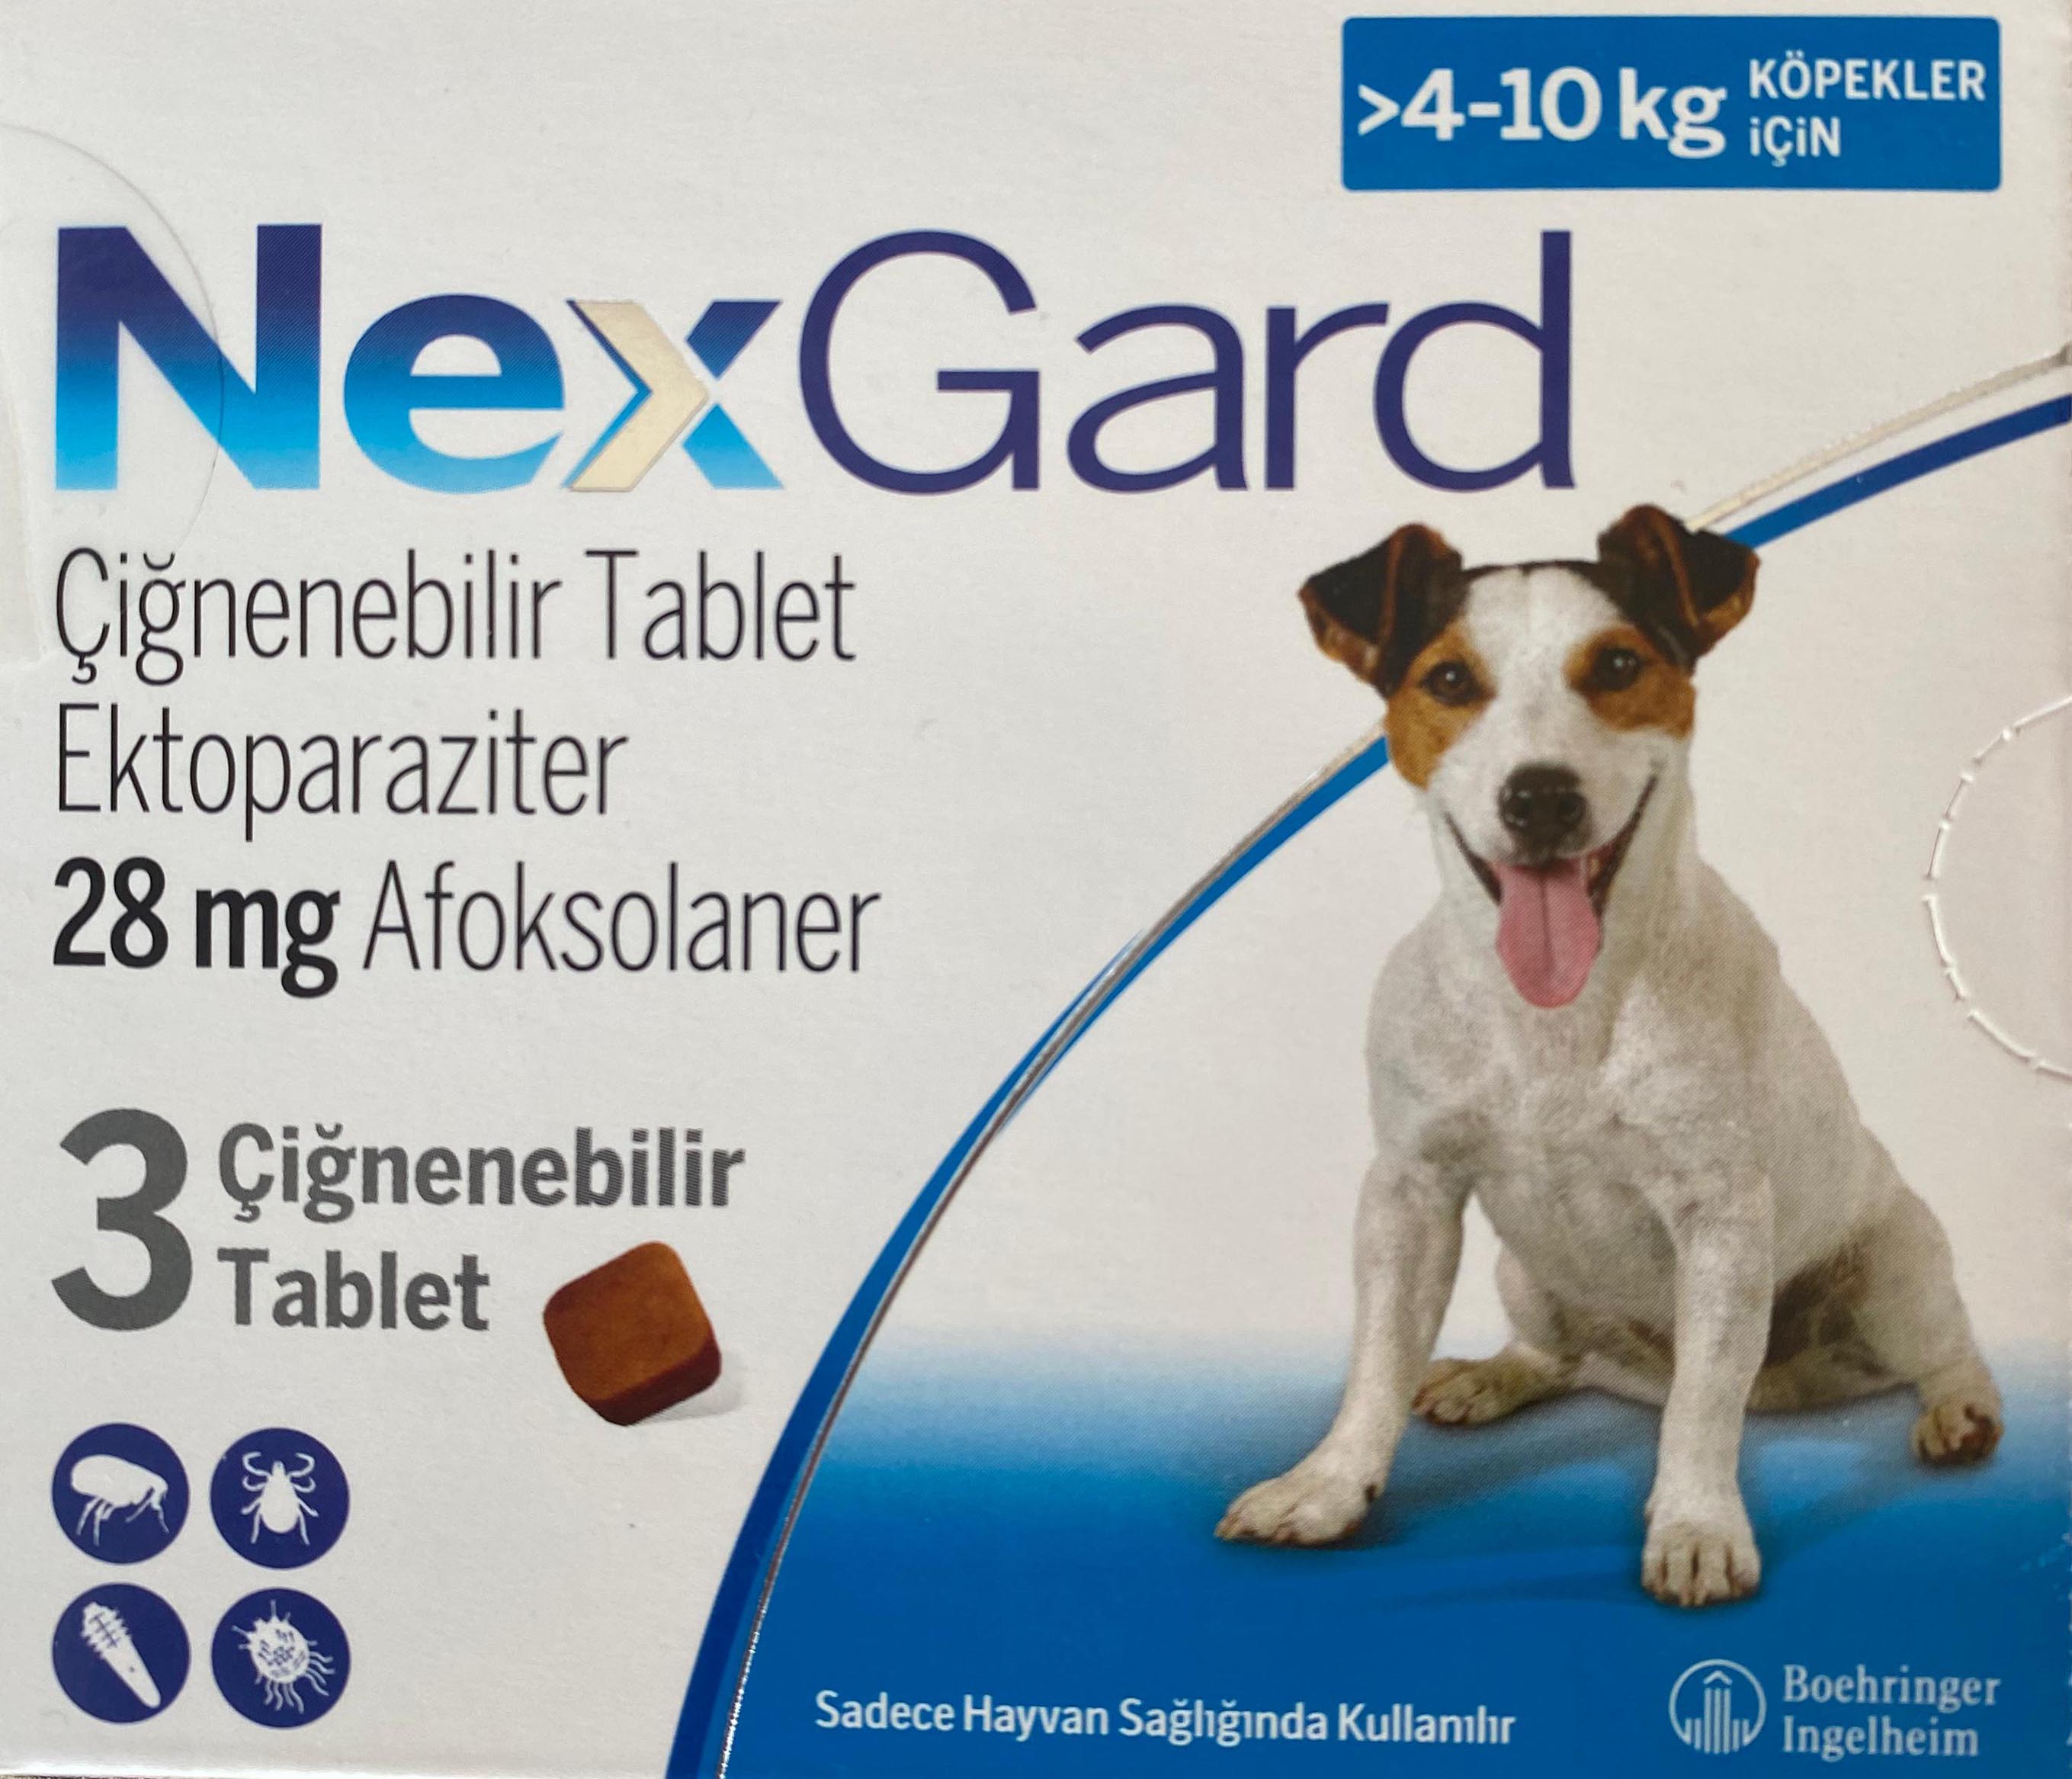 >4-10 kg KÖPEKLER
İÇİN
NexGard
Çiğnenebilir Tablet
Ektoparaziter
28 mg Afoksolaner
3 Çiğnenebilir
Tablet
Sadece Hayvan Sağlığında Kullanılır
Boehringer
Ingelheim